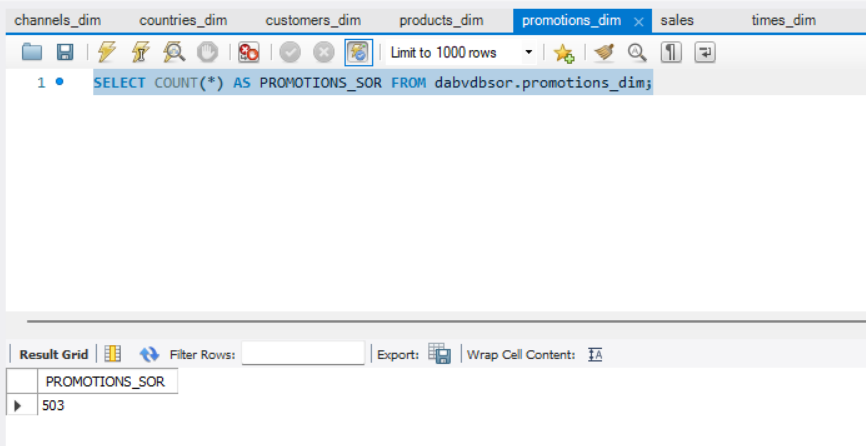 channels_dim countries_dim customers_dim products_dim promotions_dim sales times_dim
Limit to 1000 rows
1 SELECT COUNT(*) AS PROMOTIONS_SOR FROM dabvdbsor.promotions_dim;
Result Grid Filter Rows: Export: Wrap Cell Content:
PROMOTIONS_SOR
503